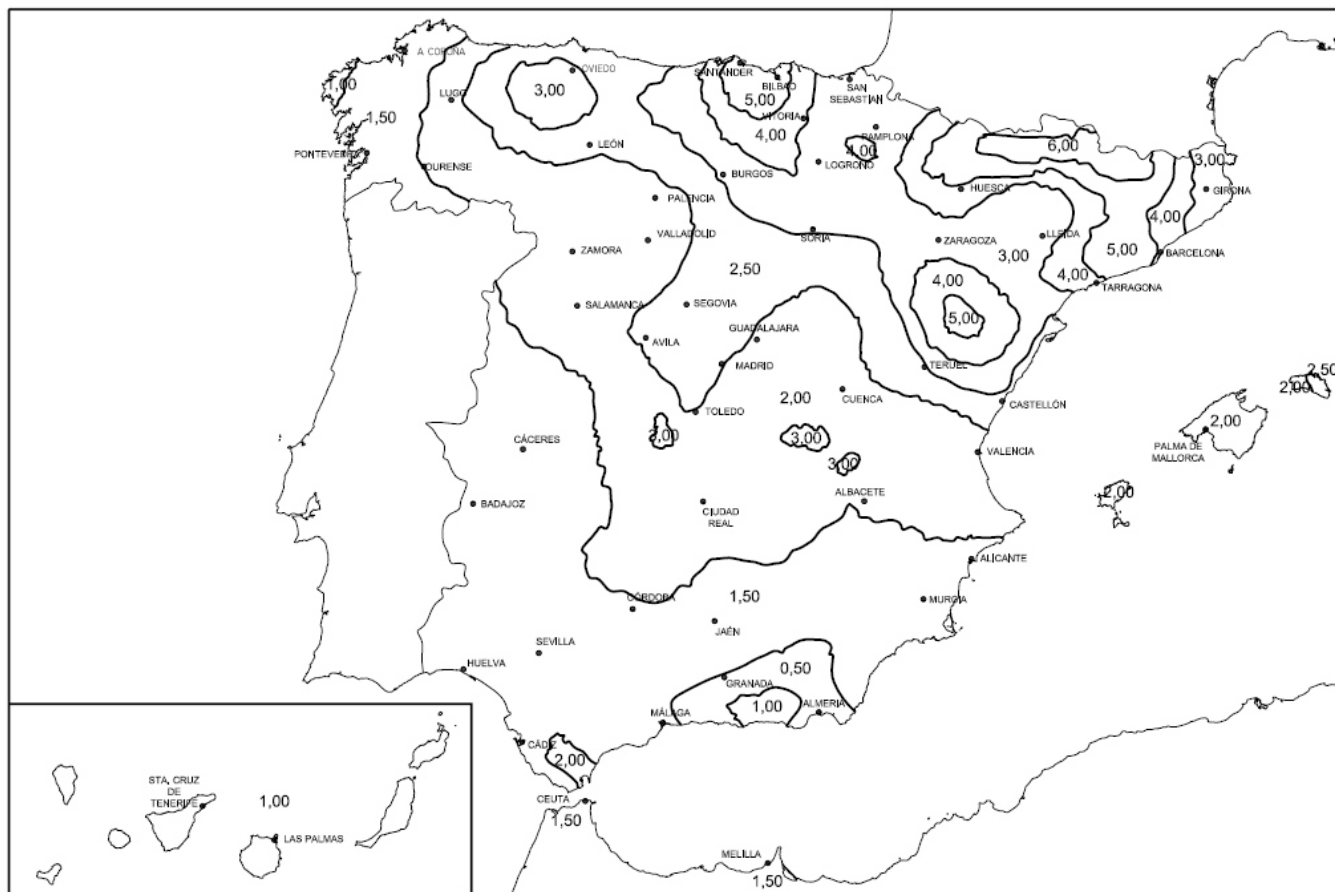 A CORUÑA
OVIEDO
SANTANDER
BILBAO
SAN
SEBASTIAN
1,00
LUGO
3,00
5,00
1,50
VITORIA
4,00
PAMPLONA
6,00
PONTEVEDRA
LEÓN
4,00
LOGROÑO
3,00
OURENSE
BURGOS
HUESCA
GIRONA
PALENCIA
4,00
ZAMORA
VALLADOLID
SORIA
ZARAGOZA
LLEIDA
3,00
5,00
BARCELONA
2,50
4,00
4,00
TARRAGONA
SALAMANCA
SEGOVIA
5,00
GUADALAJARA
AVILA
MADRID
TERUEL
2,50
2,00
2,00
CUENCA
CASTELLÓN
TOLEDO
2,00
3,00
3,00
CÁCERES
VALENCIA
PALMA DE
MALLORCA
3,00
BADAJOZ
CIUDAD
REAL
ALBACETE
2,00
ALICANTE
CÓRDOBA
1,50
MURCIA
JAÉN
SEVILLA
HUELVA
0,50
GRANADA
1,00
ALMERIA
MÁLAGA
CÁDIZ
2,00
STA. CRUZ
DE
TENERIFE
1,00
CEUTA
1,50
LAS PALMAS
MELILLA
1,50